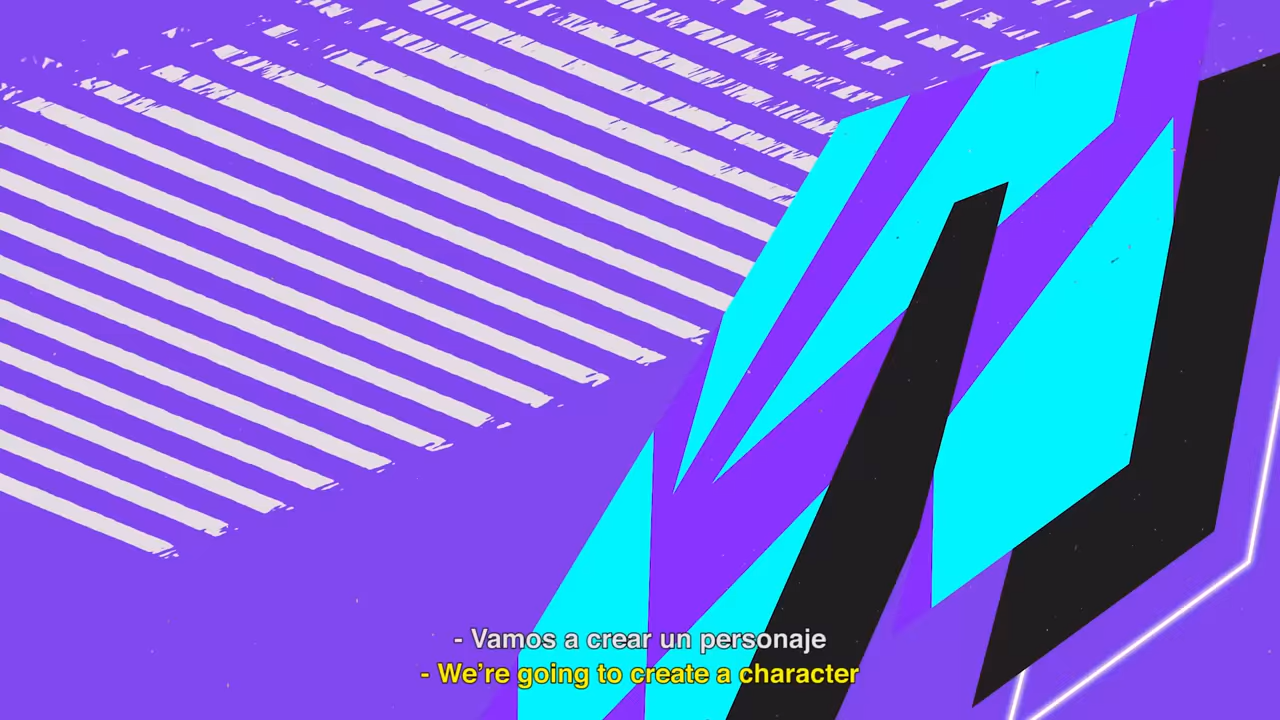 - Vamos a crear un personaje
- We’re going to create a character